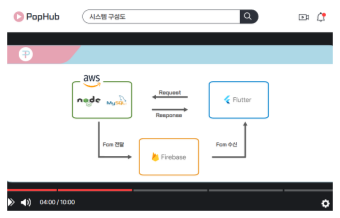 PapHub
시스템 구성도
aws
node
MySQL
Request
Response
Flutter
Fcm 전달
Fcm 수신
Firebase
04:00 / 10:00